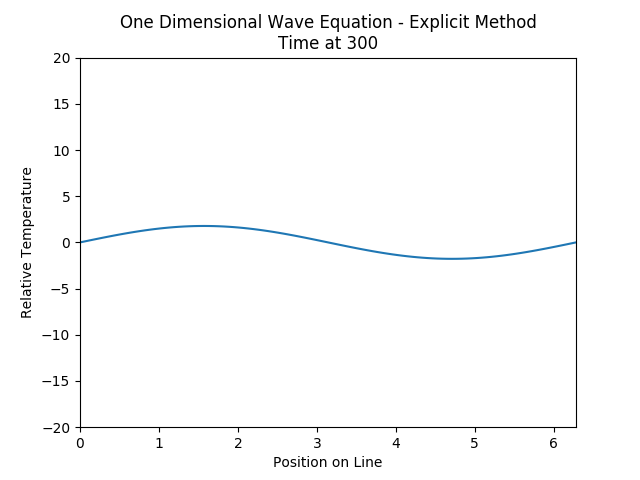 One Dimensional Wave Equation - Explicit Method
Time at 300
20
15
10
5
0
−5
−10
−15
−20
Relative Temperature
0 1 2 3 4 5 6
Position on Line